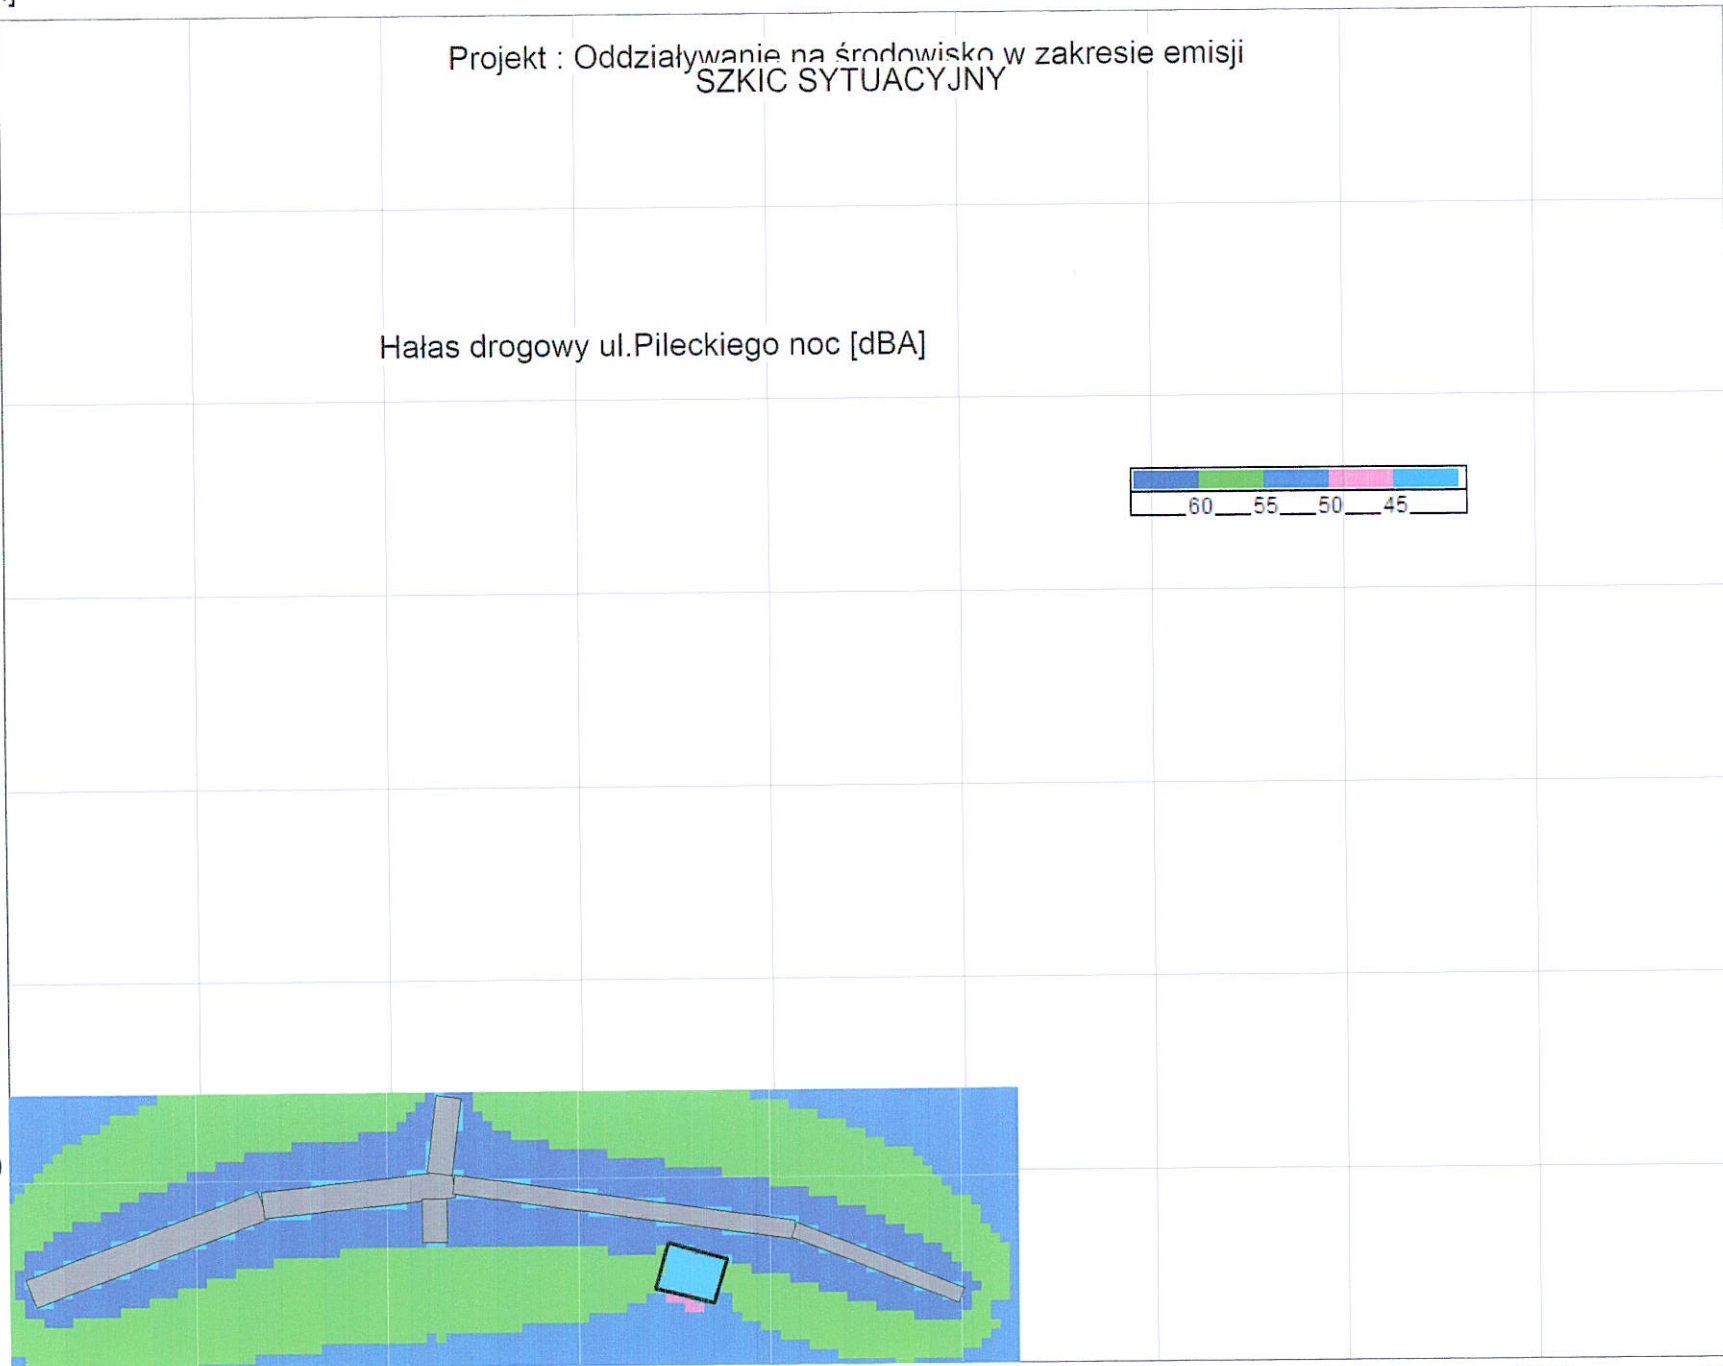 Projekt : Oddziaływanie na środowisko w zakresie emisji
SZKIC SYTUACYJNY
Hałas drogowy ul.Pileckiego noc [dBA]
60 55 50 45